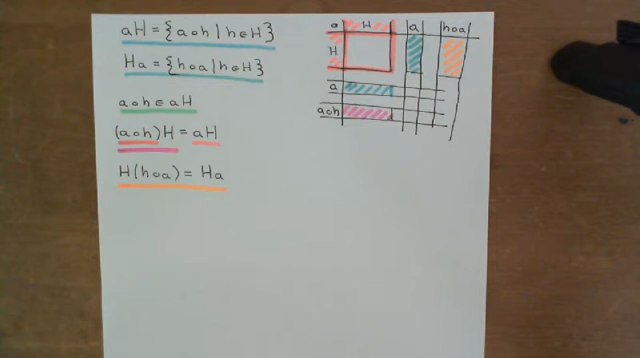 aH = {a∘h | h∈H}
Ha = {h∘a | h∈H}
a∘h ∈ aH
(a∘h)H = aH
H(h∘a) = Ha
∘ H a h∘a
H
a
a∘h